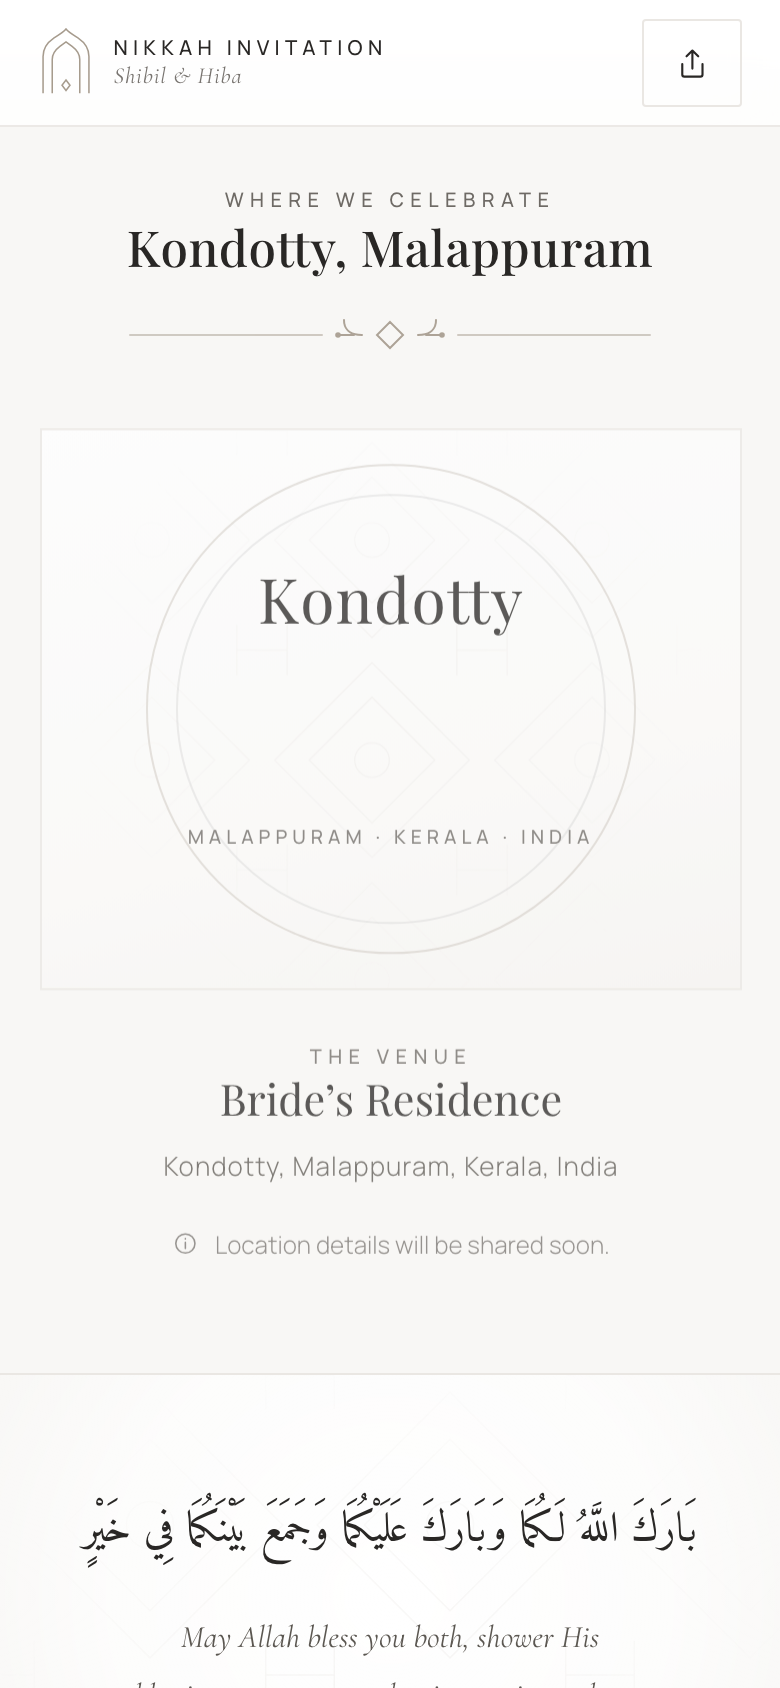 NIKKAH INVITATION
Shibil & Hiba
WHERE WE CELEBRATE
Kondotty, Malappuram
Kondotty
MALAPPURAM · KERALA · INDIA
THE VENUE
Bride’s Residence
Kondotty, Malappuram, Kerala, India
Location details will be shared soon.
بَارَكَ اللَّهُ لَكُمَا وَبَارَكَ عَلَيْكُمَا وَجَمَعَ بَيْنَكُمَا فِي خَيْرٍ
May Allah bless you both, shower His